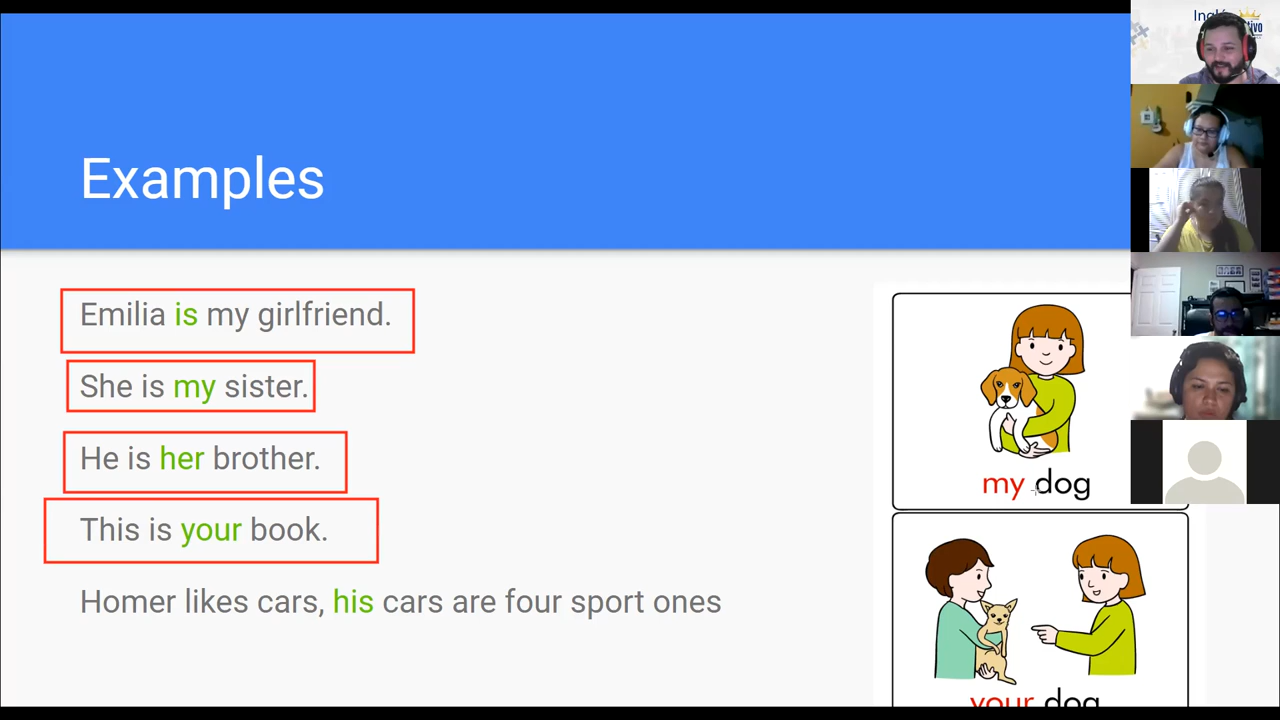 Examples
Emilia is my girlfriend.
She is my sister.
He is her brother.
This is your book.
Homer likes cars, his cars are four sport ones
my dog
your dog